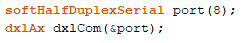 softHalfDuplexSerial port(8);
dxlAx dxlCom(&port);